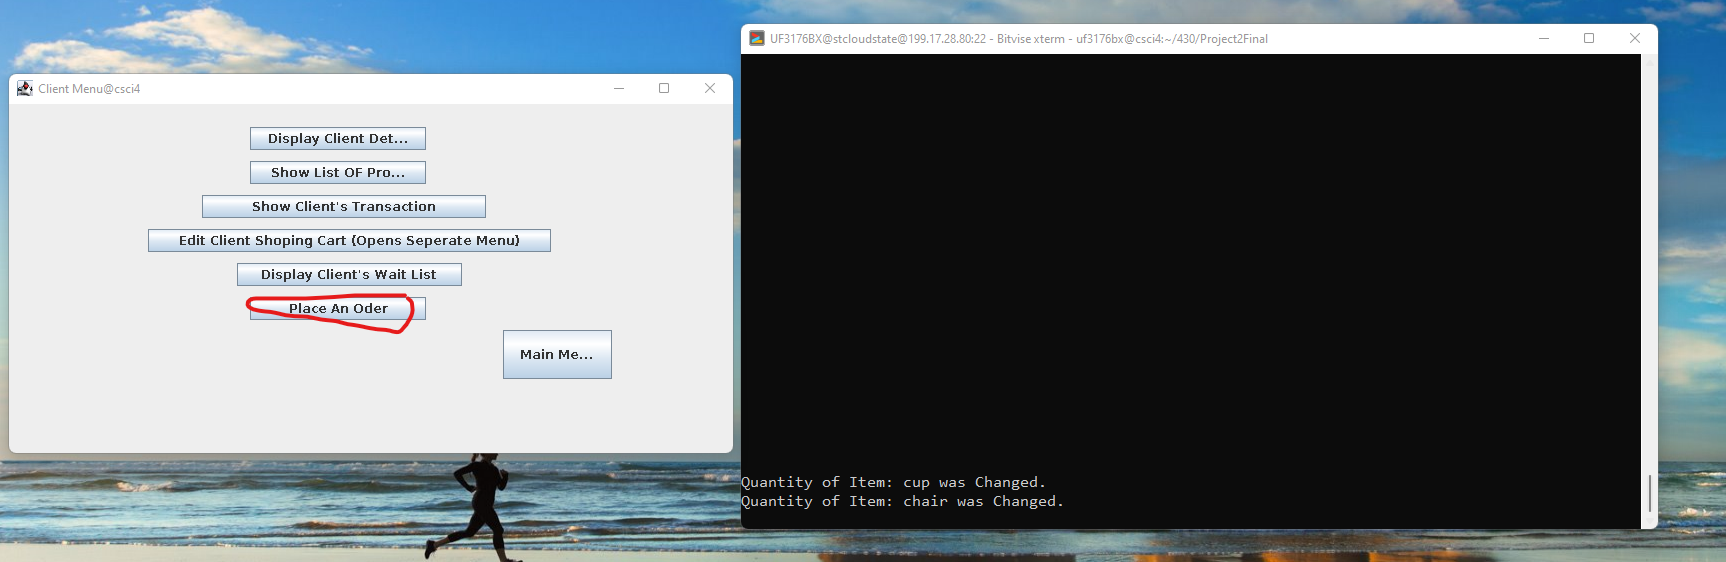 Client Menu@csci4
Display Client Det...
Show List OF Pro...
Show Client's Transaction
Edit Client Shoping Cart (Opens Seperate Menu)
Display Client's Wait List
Place An Oder
Main Me...
UF3176BX@stcloudstate@199.17.28.80:22 - Bitvise xterm - uf3176bx@csci4:~/430/Project2Final
Quantity of Item: cup was Changed.
Quantity of Item: chair was Changed.